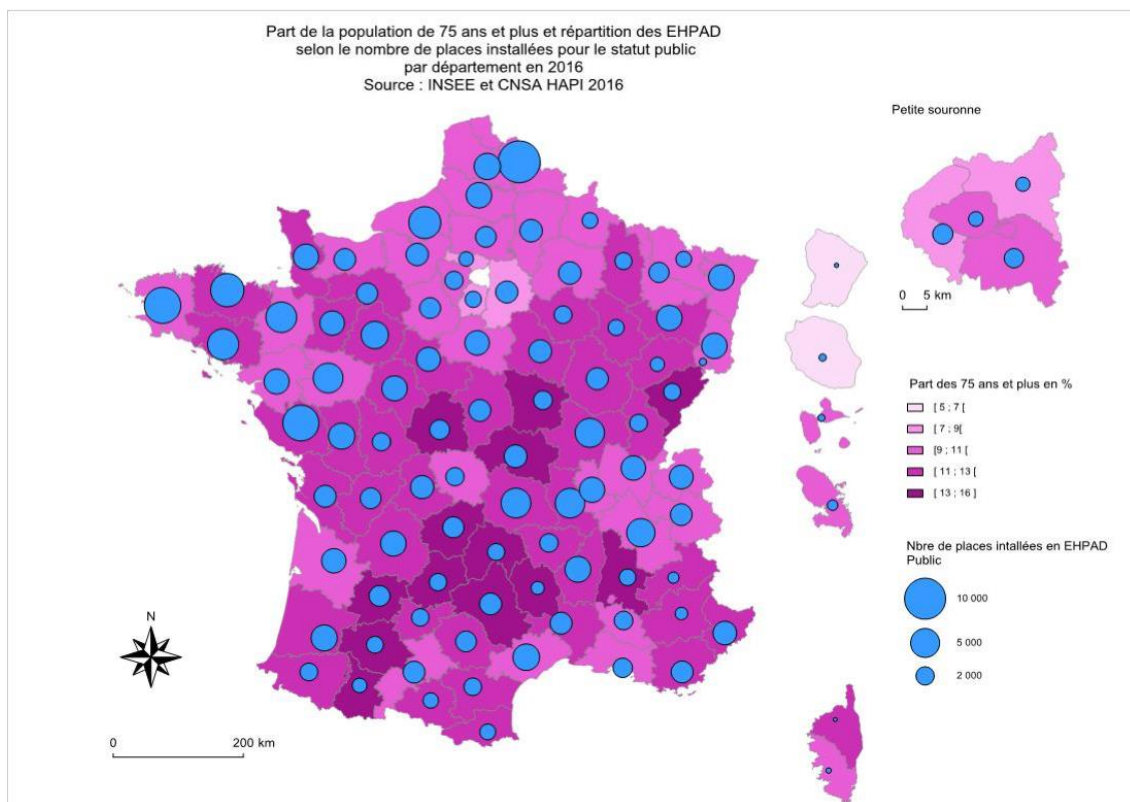 Part de la population de 75 ans et plus et répartition des EHPAD
selon le nombre de places installées pour le statut public
par département en 2016
Source : INSEE et CNSA HAPI 2016
Petite souronne
0 5 km
Part des 75 ans et plus en %
[ 5 ; 7 [
[ 7 ; 9[
[9 ; 11 [
[ 11 ; 13 [
[ 13 ; 16 ]
Nbre de places intallées en EHPAD
Public
10 000
5 000
2 000
N
0 200 km